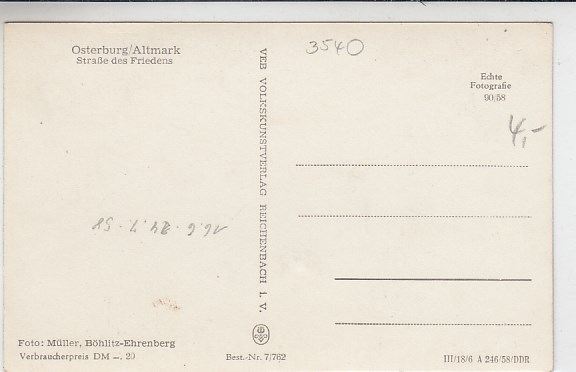 Osterburg/Altmark
Straße des Friedens
3540
Echte
Fotografie
90/58
4,-
VEB VOLKSKUNSTVERLAG REICHENBACH I. V.
Foto: Müller, Böhlitz-Ehrenberg
Verbraucherpreis DM —. 20
Best.-Nr. 7/762
III/18/6 A 246/58/DDR